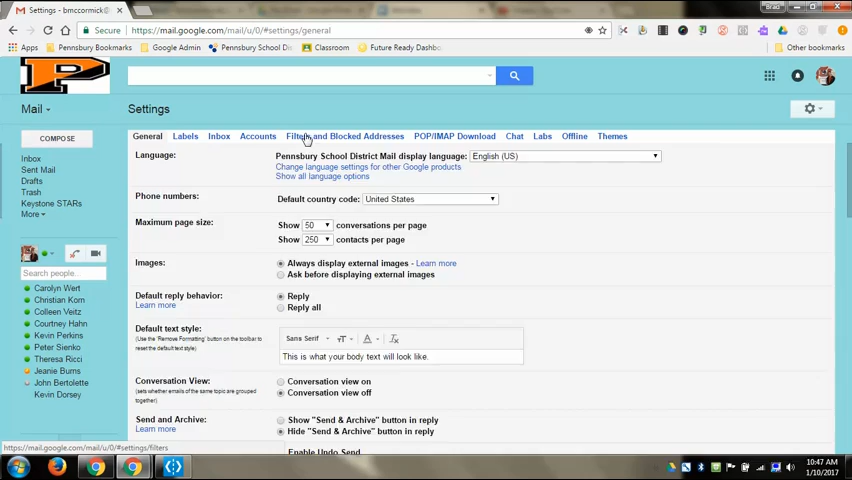 Brad
Settings - bmccormick@
Secure
https://mail.google.com/mail/u/0/#settings/general
Apps
Pennsbury Bookmarks
Google Admin
Pennsbury School Dis
Classroom
Future Ready Dashbo
Other bookmarks
P
Mail
Settings
COMPOSE
Inbox
Sent Mail
Drafts
Trash
Keystone STARs
More
Search people...
Carolyn Wert
Christian Korn
Colleen Veitz
Courtney Hahn
Kevin Perkins
Peter Sienko
Theresa Ricci
Jeanie Burns
John Bertolette
Kevin Dorsey
General Labels Inbox Accounts Filters and Blocked Addresses POP/IMAP Download Chat Labs Offline Themes
Language:
Pennsbury School District Mail display language: English (US)
Change language settings for other Google products
Show all language options
Phone numbers:
Default country code: United States
Maximum page size:
Show 50 conversations per page
Show 250 contacts per page
Images:
Always display external images - Learn more
Ask before displaying external images
Default reply behavior:
Learn more
Reply
Reply all
Default text style:
(Use the 'Remove Formatting' button on the toolbar to
reset the default text style)
Sans Serif
This is what your body text will look like.
Conversation View:
(sets whether emails of the same topic are grouped
together)
Conversation view on
Conversation view off
Send and Archive:
Learn more
Show "Send & Archive" button in reply
Hide "Send & Archive" button in reply
Enable Undo Send
https://mail.google.com/mail/u/0/#settings/filters
10:47 AM
1/10/2017